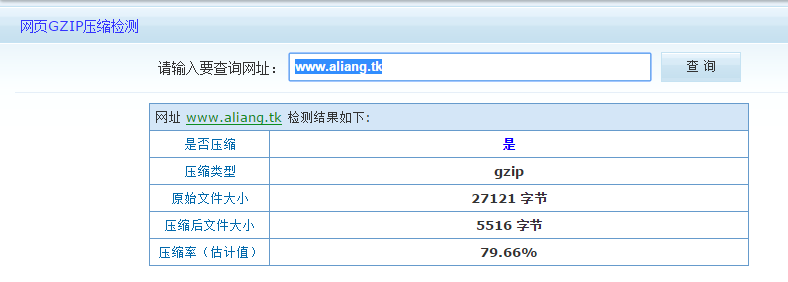 网页GZIP压缩检测
请输入要查询网址： www.aliang.tk 查 询
网址 www.aliang.tk 检测结果如下:
是否压缩 是
压缩类型 gzip
原始文件大小 27121 字节
压缩后文件大小 5516 字节
压缩率（估计值） 79.66%